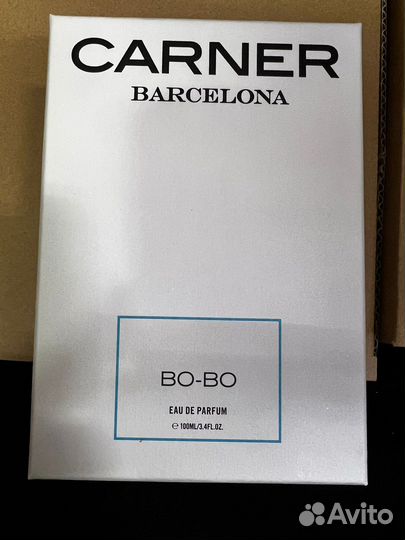 CARNER
BARCELONA
BO-BO
EAU DE PARFUM
℮ 100ML/3.4FL.OZ.
Avito